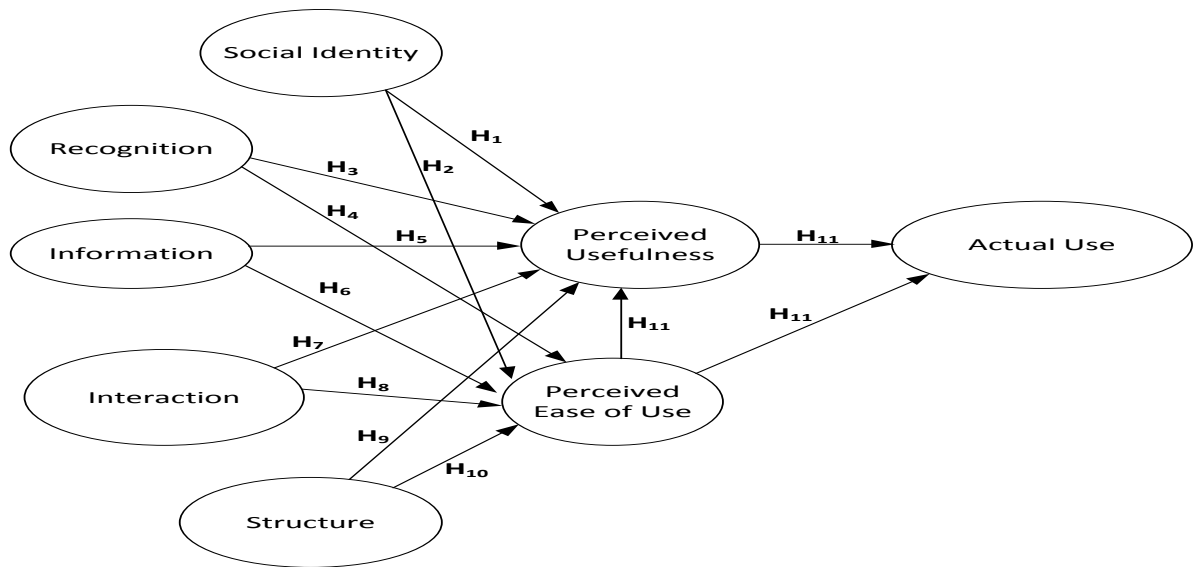 Social Identity
H₁
Recognition
H₃
H₂
H₄
Information
H₅
Perceived
Usefulness
H₁₁
Actual Use
H₆
H₇
H₁₁
H₁₁
Interaction
H₈
Perceived
Ease of Use
H₉
H₁₀
Structure